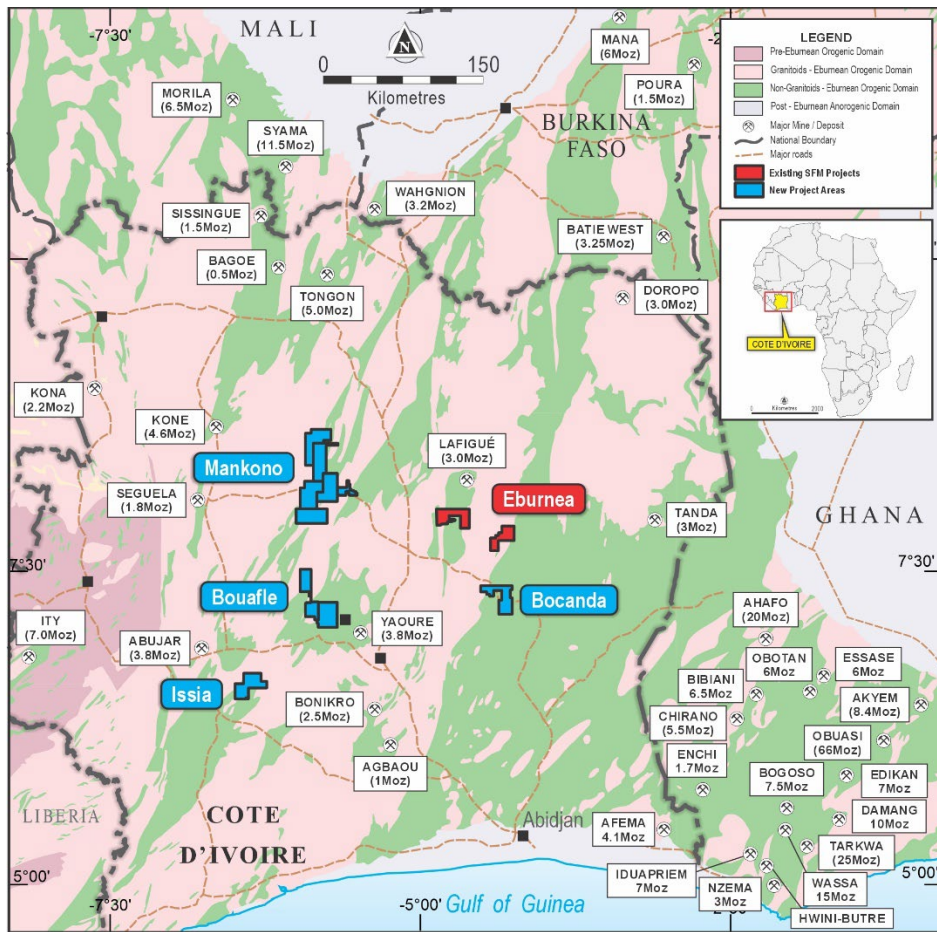 -7°30'
MALI
N
0 150
Kilometres
MANA
(6Moz)
POURA
(1.5Moz)
BURKINA
FASO
MORILA
(6.5Moz)
SYAMA
(11.5Moz)
WAHGNION
(3.2Moz)
SISSINGUE
(1.5Moz)
BATIE WEST
(3.25Moz)
BAGOE
(0.5Moz)
TONGON
(5.0Moz)
DOROPO
(3.0Moz)
LEGEND
Pre-Eburnean Orogenic Domain
Granitoids - Eburnean Orogenic Domain
Non-Granitoids - Eburnean Orogenic Domain
Post - Eburnean Anorogenic Domain
Major Mine / Deposit
National Boundary
Major roads
Existing SFM Projects
New Project Areas
COTE D'IVOIRE
0 Kilometres 2000
KONA
(2.2Moz)
KONE
(4.6Moz)
LAFIGUÉ
(3.0Moz)
Mankono
SEGUELA
(1.8Moz)
Eburnea
TANDA
(3Moz)
GHANA
-7°30'
7°30'
Bouafle
Bocanda
ITY
(7.0Moz)
ABUJAR
(3.8Moz)
YAOURE
(3.8Moz)
AHAFO
(20Moz)
OBOTAN
6Moz
ESSASE
6Moz
BIBIANI
6.5Moz
Issia
BONIKRO
(2.5Moz)
CHIRANO
(5.5Moz)
AKYEM
(8.4Moz)
AGBAOU
(1Moz)
ENCHI
1.7Moz
OBUASI
(66Moz)
BOGOSO
7.5Moz
EDIKAN
7Moz
LIBERIA
COTE
D'IVOIRE
Abidjan
AFEMA
4.1Moz
DAMANG
10Moz
TARKWA
(25Moz)
IDUAPRIEM
7Moz
NZEMA
3Moz
WASSA
15Moz
HWINI-BUTRE
5°00
5°00
-7°30'
-5°00'
Gulf of Guinea